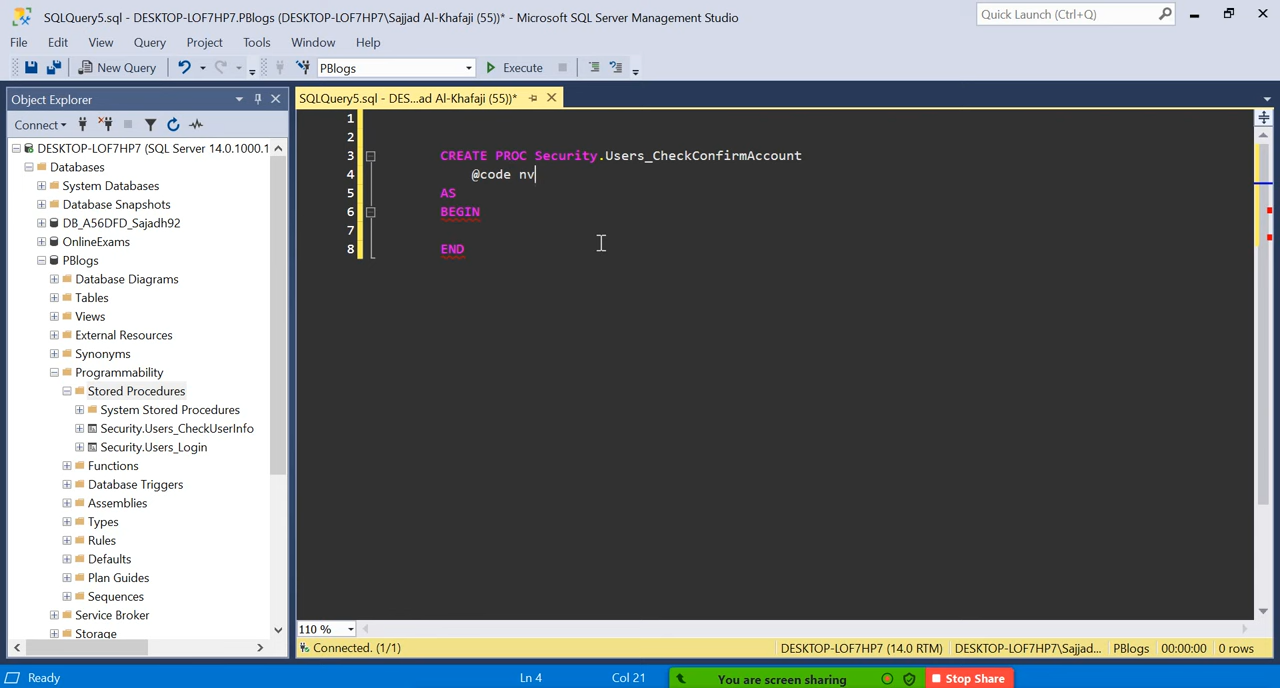 SQLQuery5.sql - DESKTOP-LOF7HP7.PBlogs (DESKTOP-LOF7HP7\Sajjad Al-Khafaji (55))* - Microsoft SQL Server Management Studio
Quick Launch (Ctrl+Q)
File Edit View Query Project Tools Window Help
New Query PBlogs Execute
Object Explorer
SQLQuery5.sql - DES...ad Al-Khafaji (55))*
Connect
DESKTOP-LOF7HP7 (SQL Server 14.0.1000.1
Databases
System Databases
Database Snapshots
DB_A56DFD_Sajadh92
OnlineExams
PBlogs
Database Diagrams
Tables
Views
External Resources
Synonyms
Programmability
Stored Procedures
System Stored Procedures
Security.Users_CheckUserInfo
Security.Users_Login
Functions
Database Triggers
Assemblies
Types
Rules
Defaults
Plan Guides
Sequences
Service Broker
Storage
1
2
3 CREATE PROC Security.Users_CheckConfirmAccount
4 @code nv
5 AS
6 BEGIN
7
8 END
110 %
Connected. (1/1)
DESKTOP-LOF7HP7 (14.0 RTM) DESKTOP-LOF7HP7\Sajjad... PBlogs 00:00:00 0 rows
Ready
Ln 4 Col 21
You are screen sharing Stop Share